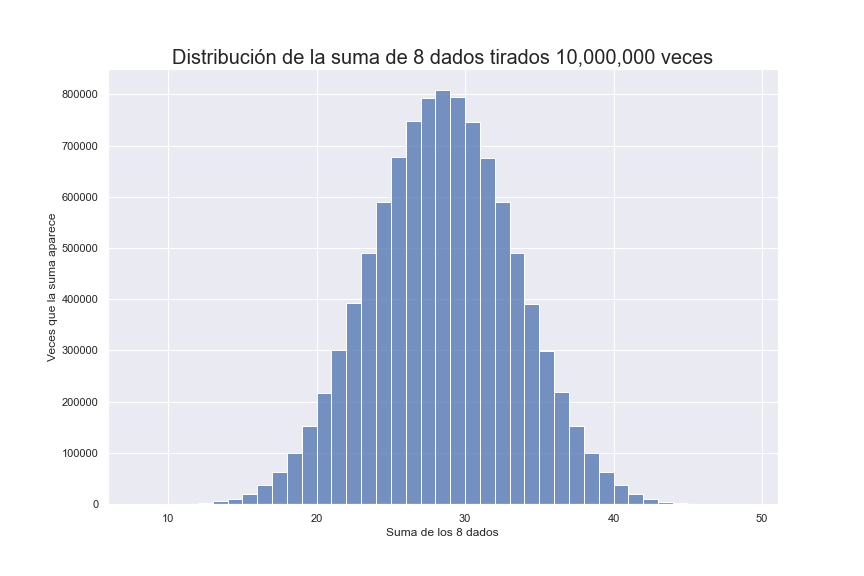 Distribución de la suma de 8 dados tirados 10,000,000 veces
800000
700000
600000
500000
400000
300000
200000
100000
0
Veces que la suma aparece
10 20 30 40 50
Suma de los 8 dados